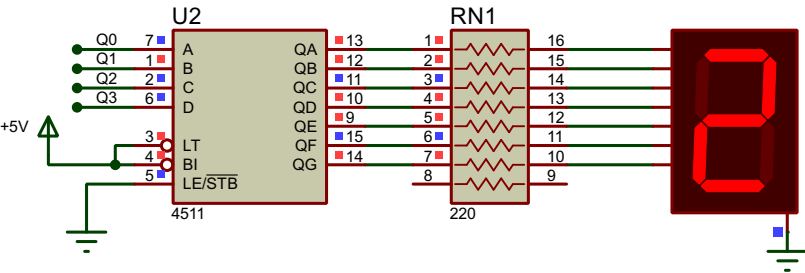 U2 RN1
Q0 7 A QA 13 1 16
Q1 1 B QB 12 2 15
Q2 2 C QC 11 3 14
Q3 6 D QD 10 4 13
+5V QE 9 5 12
3 LT QF 15 6 11
4 BI QG 14 7 10
5 LE/STB 8 9
4511 220